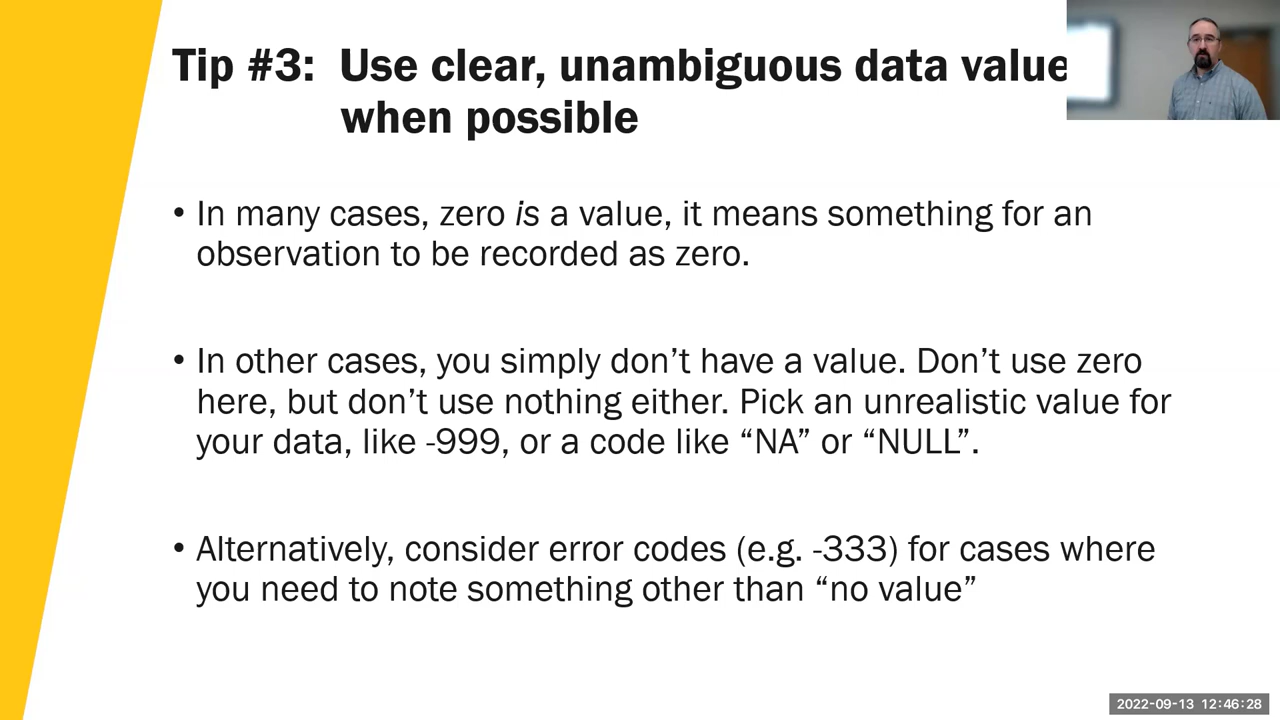 Tip #3: Use clear, unambiguous data value
when possible
• In many cases, zero is a value, it means something for an
observation to be recorded as zero.
• In other cases, you simply don’t have a value. Don’t use zero
here, but don’t use nothing either. Pick an unrealistic value for
your data, like -999, or a code like “NA” or “NULL”.
• Alternatively, consider error codes (e.g. -333) for cases where
you need to note something other than “no value”
2022-09-13 12:46:28